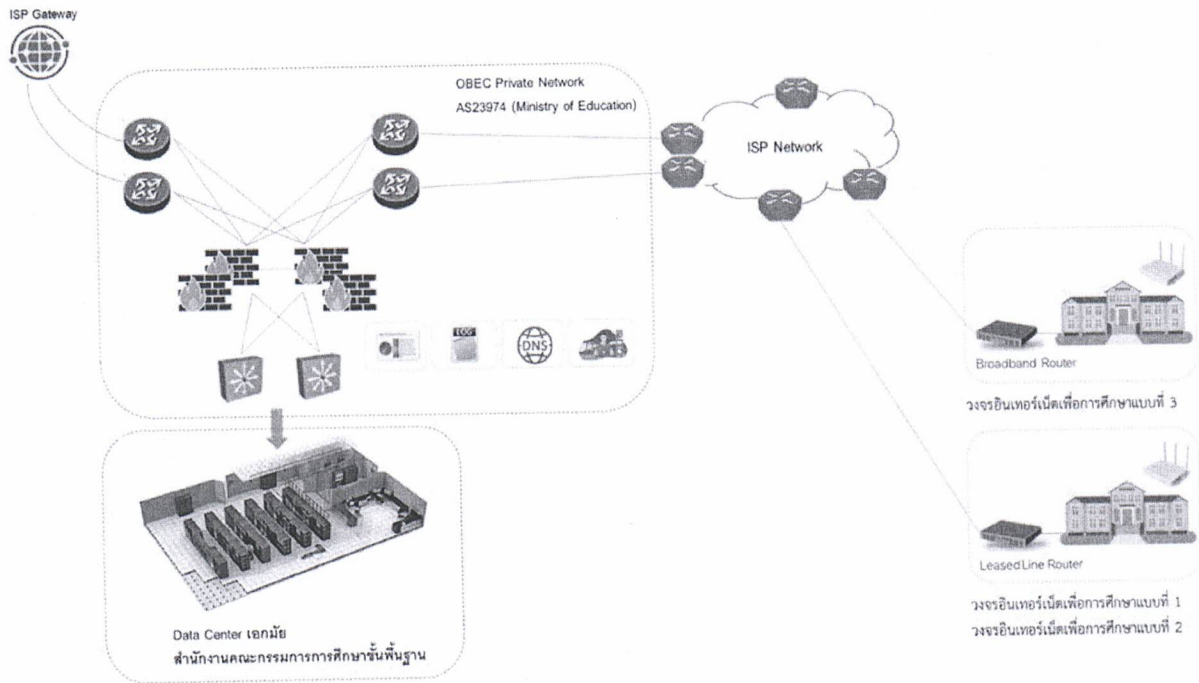 ISP Gateway
OBEC Private Network
AS23974 (Ministry of Education)
ISP Network
LOG
DNS
Broadband Router
วงจรอินเทอร์เน็ตเพื่อการศึกษาแบบที่ 3
Leased Line Router
วงจรอินเทอร์เน็ตเพื่อการศึกษาแบบที่ 1
วงจรอินเทอร์เน็ตเพื่อการศึกษาแบบที่ 2
Data Center เอกมัย
สำนักงานคณะกรรมการการศึกษาขั้นพื้นฐาน